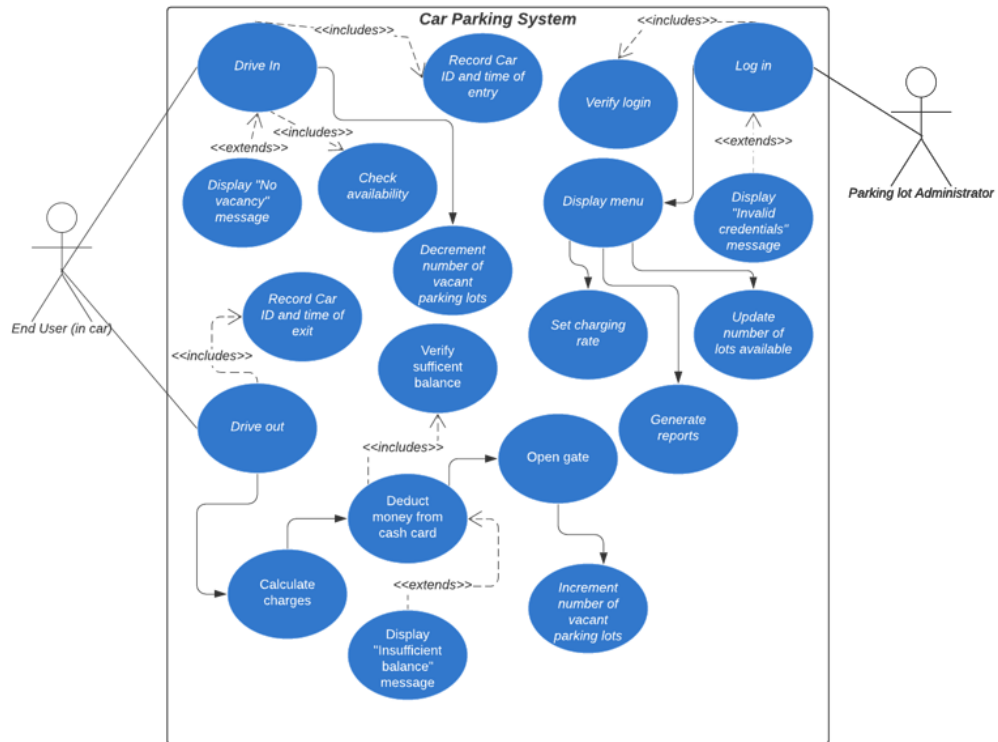 Car Parking System
<<includes>>
<<includes>>
Drive In
Record Car
ID and time of
entry
Verify login
Log in
<<includes>>
<<extends>>
<<extends>>
Display "No
vacancy"
message
Check
availability
Display menu
Display
"Invalid
credentials"
message
Parking lot Administrator
Decrement
number of
vacant
parking lots
End User (in car)
Record Car
ID and time of
exit
Set charging
rate
Update
number of
lots available
<<includes>>
Verify
sufficent
balance
Drive out
Generate
reports
<<includes>>
Open gate
Deduct
money from
cash card
Calculate
charges
<<extends>>
Increment
number of
vacant
parking lots
Display
"Insufficient
balance"
message